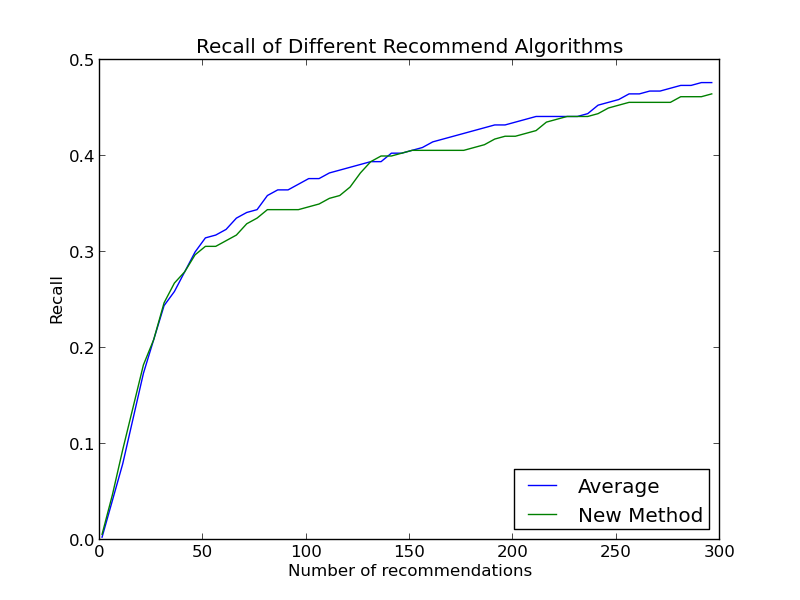 Recall of Different Recommend Algorithms
0.5
0.4
0.3
0.2
0.1
0.0
Recall
0 50 100 150 200 250 300
Number of recommendations
Average
New Method